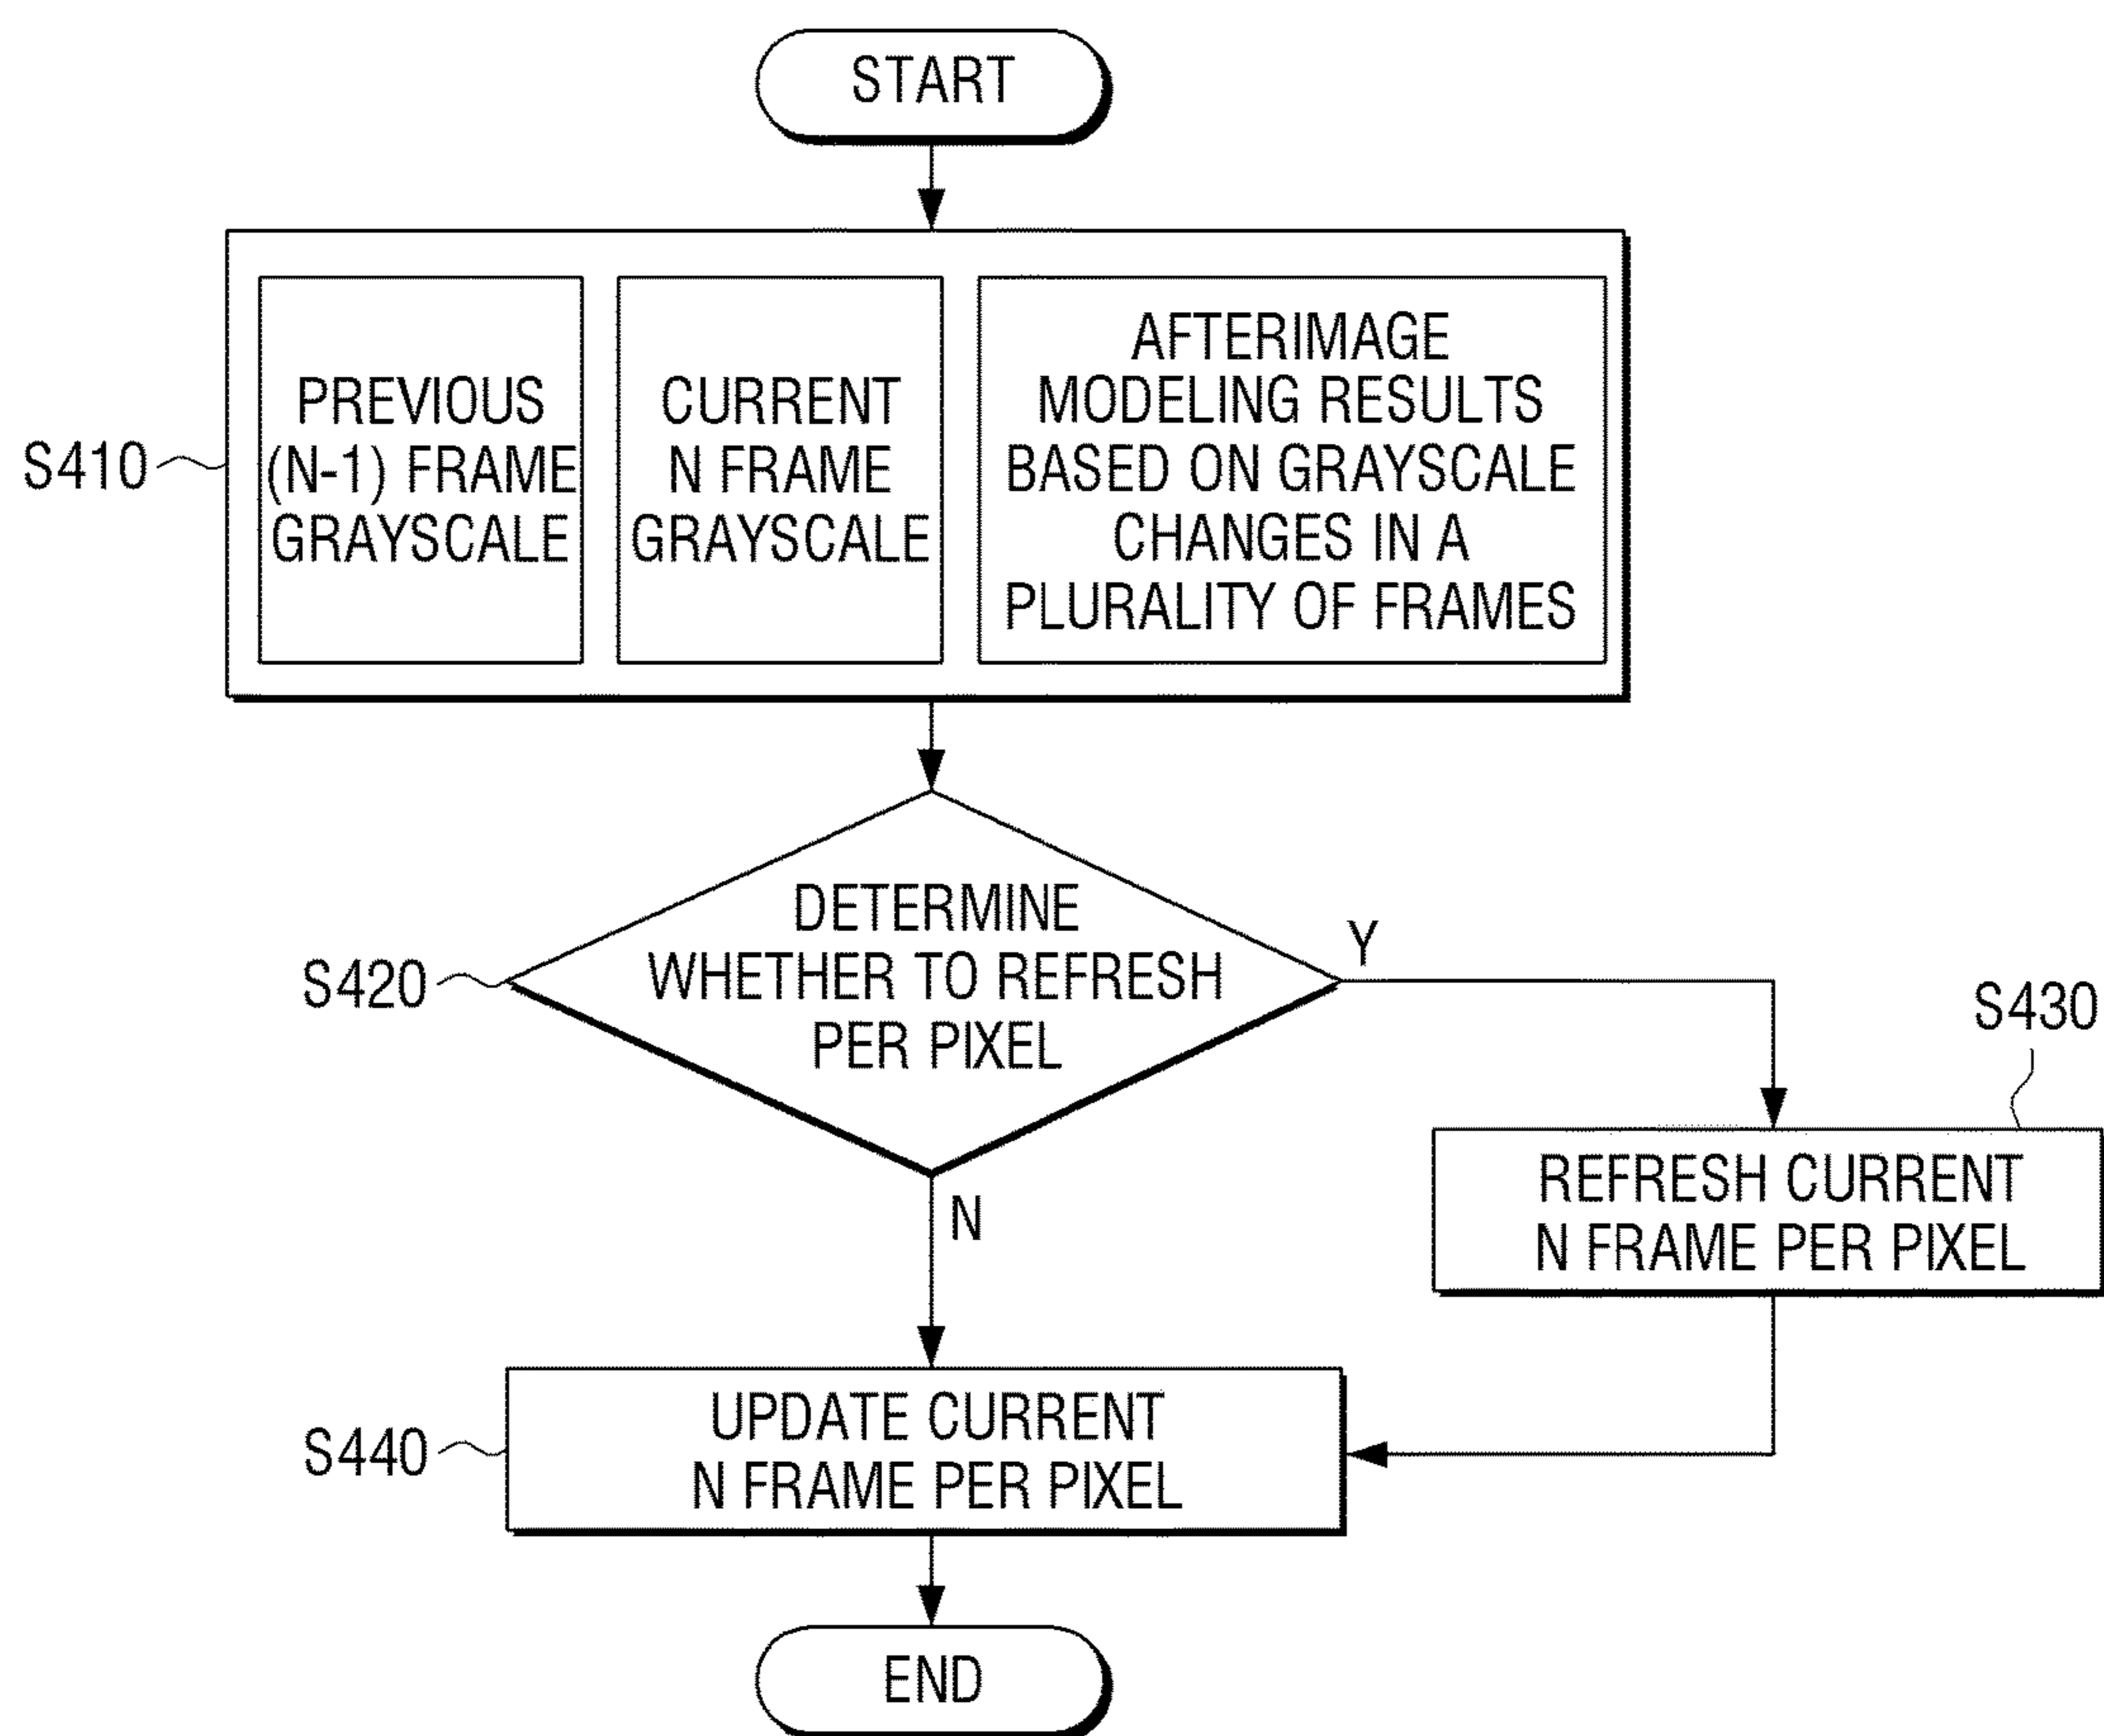 START
S410
PREVIOUS
(N-1) FRAME
GRAYSCALE
CURRENT
N FRAME
GRAYSCALE
AFTERIMAGE
MODELING RESULTS
BASED ON GRAYSCALE
CHANGES IN A
PLURALITY OF FRAMES
S420
DETERMINE
WHETHER TO REFRESH
PER PIXEL
Y
N
S430
REFRESH CURRENT
N FRAME PER PIXEL
S440
UPDATE CURRENT
N FRAME PER PIXEL
END